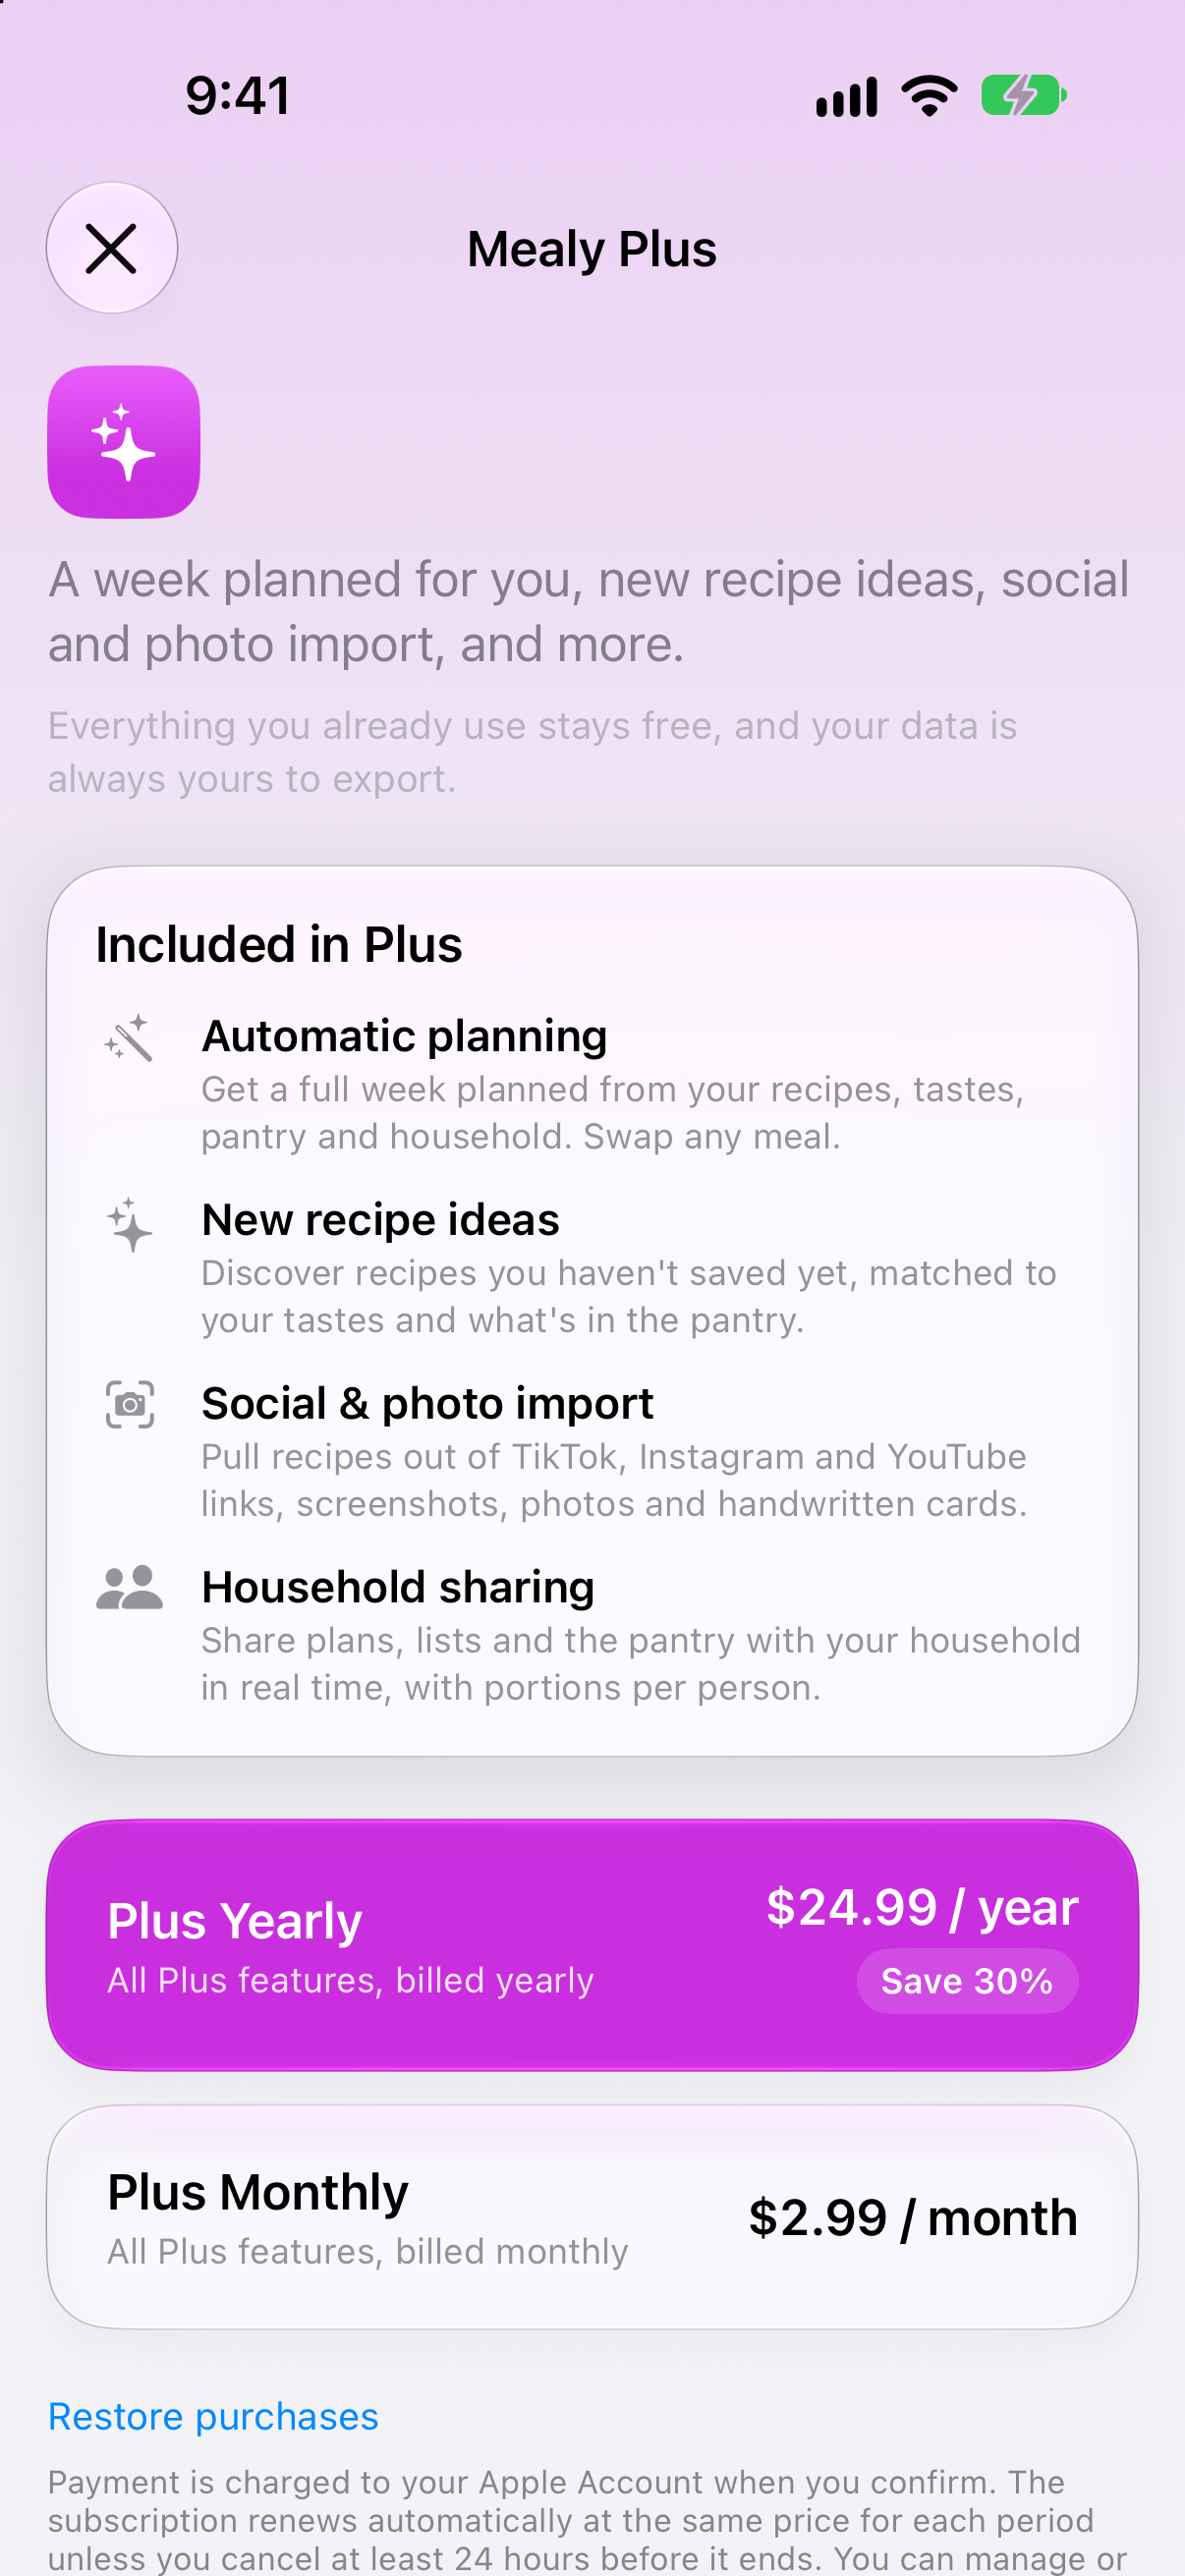 9:41
Mealy Plus
A week planned for you, new recipe ideas, social
and photo import, and more.
Everything you already use stays free, and your data is
always yours to export.
Included in Plus
Automatic planning
Get a full week planned from your recipes, tastes,
pantry and household. Swap any meal.
New recipe ideas
Discover recipes you haven't saved yet, matched to
your tastes and what's in the pantry.
Social & photo import
Pull recipes out of TikTok, Instagram and YouTube
links, screenshots, photos and handwritten cards.
Household sharing
Share plans, lists and the pantry with your household
in real time, with portions per person.
Plus Yearly
All Plus features, billed yearly
$24.99 / year
Save 30%
Plus Monthly
All Plus features, billed monthly
$2.99 / month
Restore purchases
Payment is charged to your Apple Account when you confirm. The
subscription renews automatically at the same price for each period
unless you cancel at least 24 hours before it ends. You can manage or